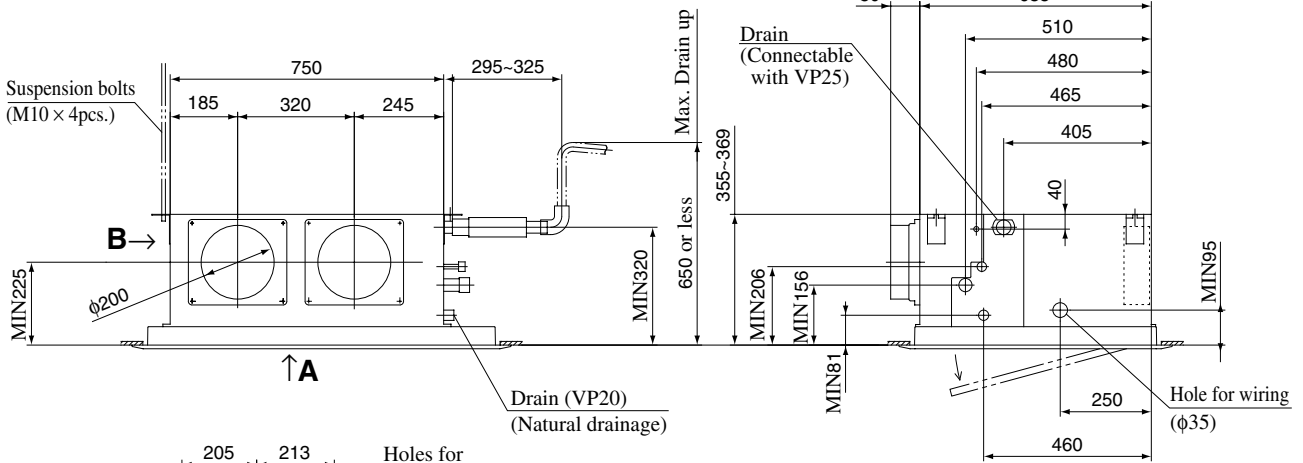 510
Drain
(Connectable
with VP25)
480
750
295~325
Max. Drain up
Suspension bolts
(M10 × 4pcs.)
185
320
245
465
405
355~369
40
B→
650 or less
MIN320
MIN225
φ200
MIN206
MIN156
MIN95
↑A
MIN81
Drain (VP20)
(Natural drainage)
250
Hole for wiring
(φ35)
460
205
213
Holes for